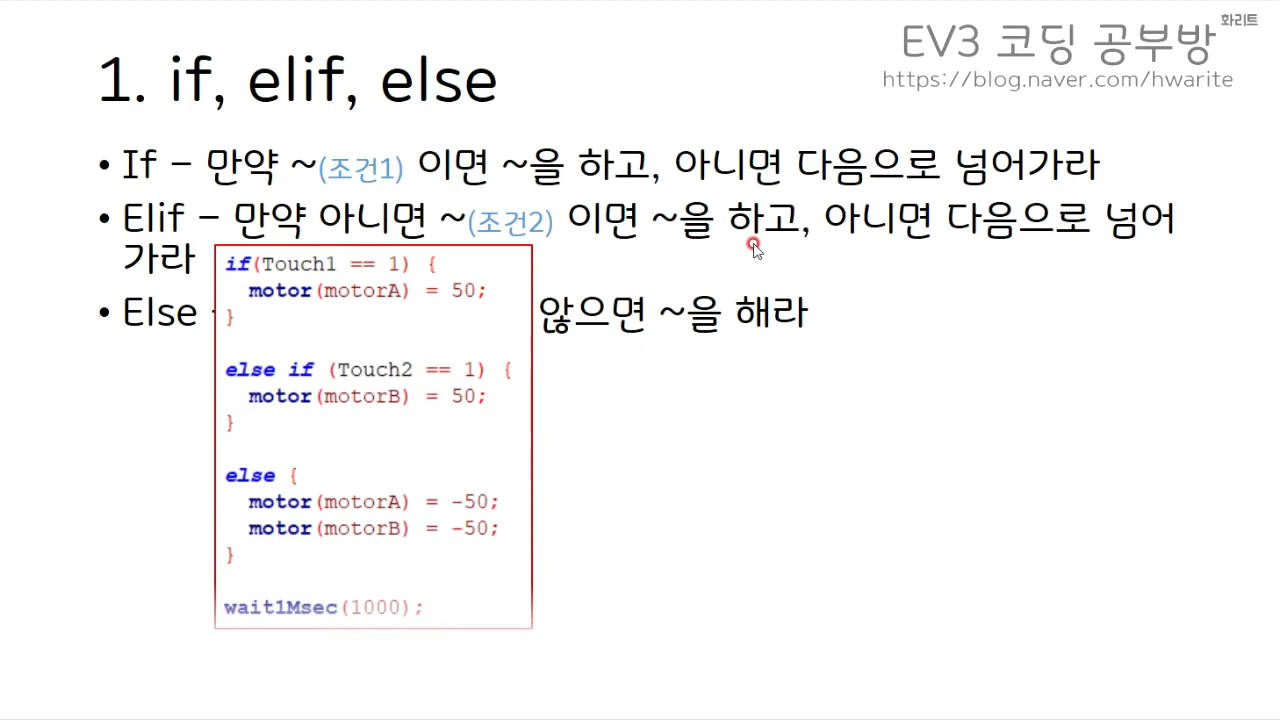 화리트
EV3 코딩 공부방
https://blog.naver.com/hwarite
1. if, elif, else
• If – 만약 ~(조건1) 이면 ~을 하고, 아니면 다음으로 넘어가라
• Elif – 만약 아니면 ~(조건2) 이면 ~을 하고, 아니면 다음으로 넘어
가라
• Else
않으면 ~을 해라
if(Touch1 == 1) {
motor(motorA) = 50;
}
else if (Touch2 == 1) {
motor(motorB) = 50;
}
else {
motor(motorA) = -50;
motor(motorB) = -50;
}
wait1Msec(1000);